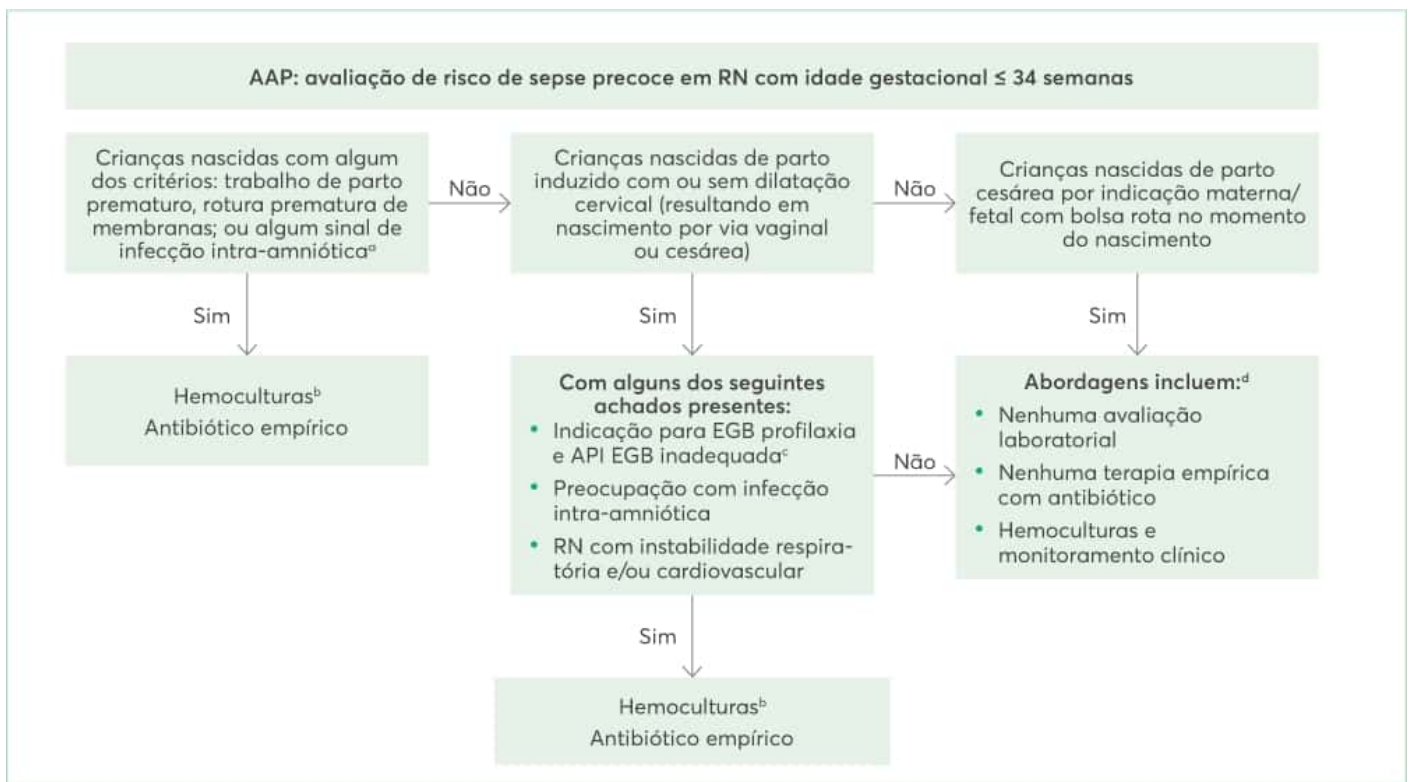 AAP: avaliação de risco de sepse precoce em RN com idade gestacional ≤ 34 semanas
Crianças nascidas com algum
dos critérios: trabalho de parto
prematuro, rotura prematura de
membranas; ou algum sinal de
infecção intra-amnióticaᵃ
Não
Crianças nascidas de parto
induzido com ou sem dilatação
cervical (resultando em
nascimento por via vaginal
ou cesárea)
Não
Crianças nascidas de parto
cesárea por indicação materna/
fetal com bolsa rota no momento
do nascimento
Sim
Sim
Sim
Hemoculturasᵇ
Antibiótico empírico
Com alguns dos seguintes
achados presentes:
• Indicação para EGB profilaxia
e API EGB inadequadaᶜ
• Preocupação com infecção
intra-amniótica
• RN com instabilidade respira-
tória e/ou cardiovascular
Não
Abordagens incluem:ᵈ
• Nenhuma avaliação
laboratorial
• Nenhuma terapia empírica
com antibiótico
• Hemoculturas e
monitoramento clínico
Sim
Hemoculturasᵇ
Antibiótico empírico